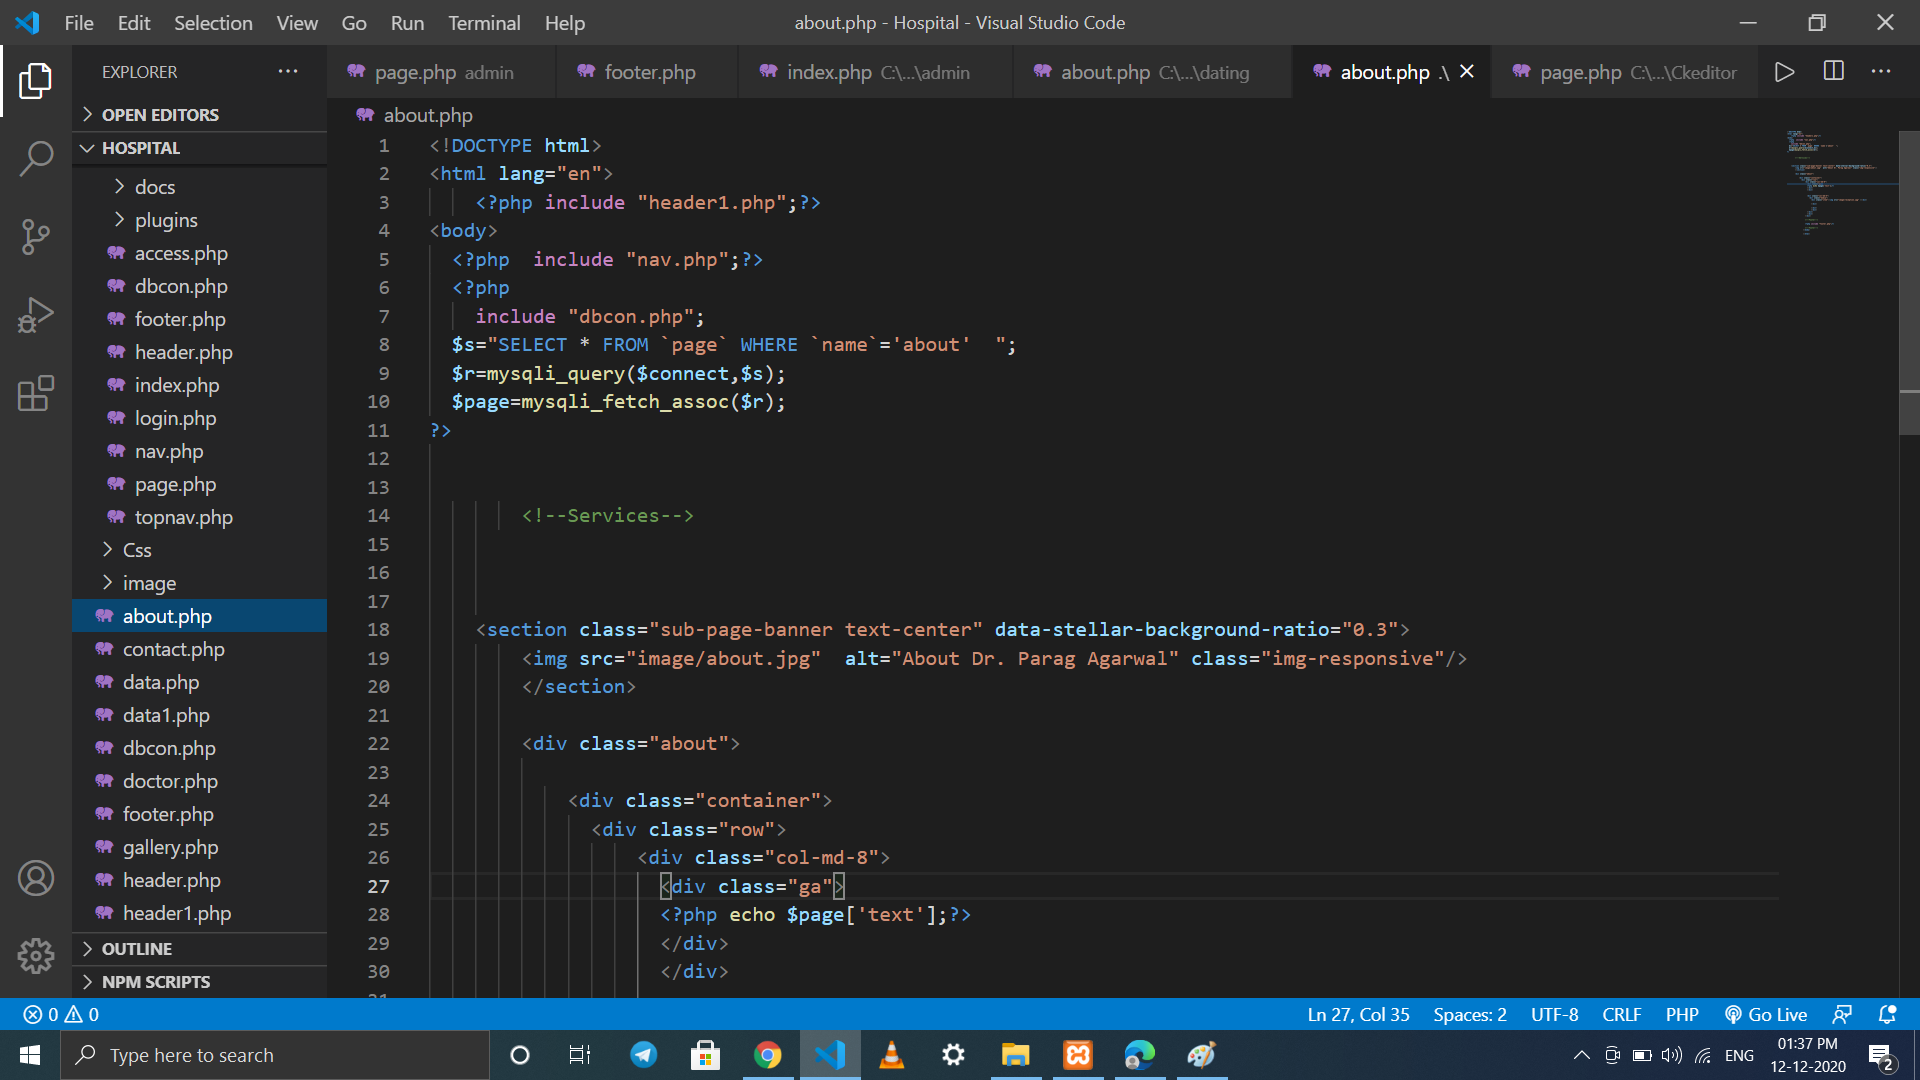 File Edit Selection View Go Run Terminal Help
about.php - Hospital - Visual Studio Code
EXPLORER
page.php admin
footer.php
index.php C:\...\admin
about.php C:\...\dating
about.php .\
page.php C:\...\Ckeditor
OPEN EDITORS
HOSPITAL
docs
plugins
access.php
dbcon.php
footer.php
header.php
index.php
login.php
nav.php
page.php
topnav.php
Css
image
about.php
contact.php
data.php
data1.php
dbcon.php
doctor.php
footer.php
gallery.php
header.php
header1.php
OUTLINE
NPM SCRIPTS
about.php
1 <!DOCTYPE html>
2 <html lang="en">
3 <?php include "header1.php";?>
4 <body>
5 <?php  include "nav.php";?>
6 <?php
7 include "dbcon.php";
8 $s="SELECT * FROM `page` WHERE `name`='about'  ";
9 $r=mysqli_query($connect,$s);
10 $page=mysqli_fetch_assoc($r);
11 ?>
12
13
14 <!--Services-->
15
16
17
18 <section class="sub-page-banner text-center" data-stellar-background-ratio="0.3">
19 <img src="image/about.jpg"  alt="About Dr. Parag Agarwal" class="img-responsive"/>
20 </section>
21
22 <div class="about">
23
24 <div class="container">
25 <div class="row">
26 <div class="col-md-8">
27 <div class="ga">
28 <?php echo $page['text'];?>
29 </div>
30 </div>
0 0
Ln 27, Col 35 Spaces: 2 UTF-8 CRLF PHP Go Live
Type here to search
ENG
01:37 PM
12-12-2020
2